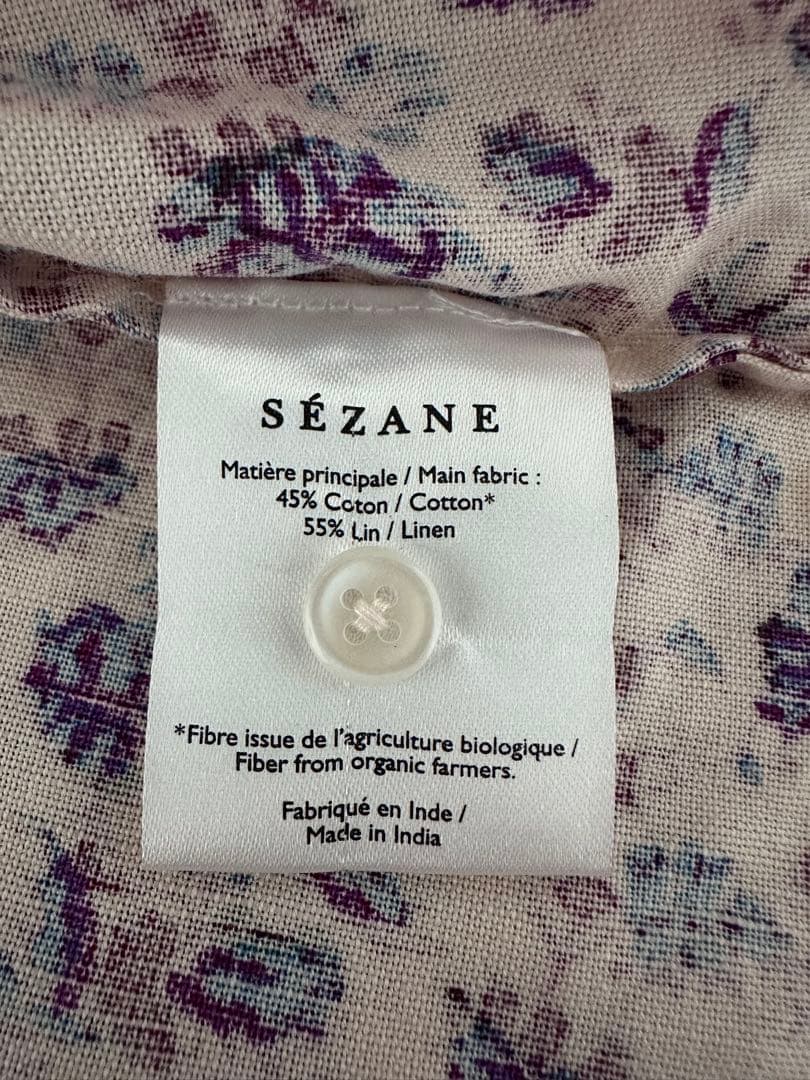 SÉZANE
Matière principale / Main fabric :
45% Coton / Cotton*
55% Lin / Linen
*Fibre issue de l'agriculture biologique /
Fiber from organic farmers.
Fabriqué en Inde /
Made in India